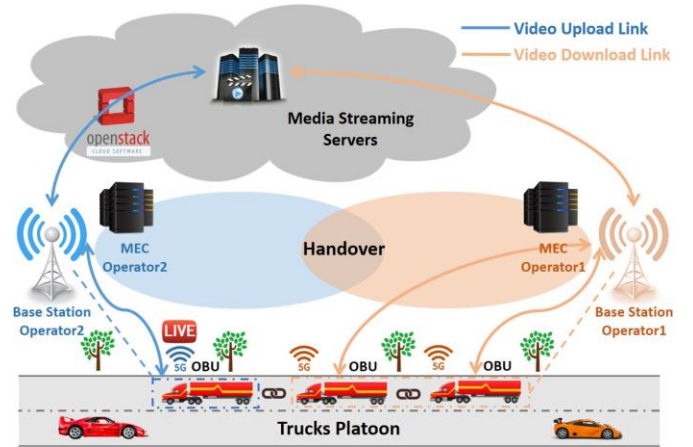 Video Upload Link
Video Download Link
Media Streaming
Servers
openstack
CLOUD SOFTWARE
MEC
Operator2
Handover
MEC
Operator1
Base Station
Operator2
Base Station
Operator1
LIVE
5G
OBU
5G
OBU
5G
OBU
Trucks Platoon